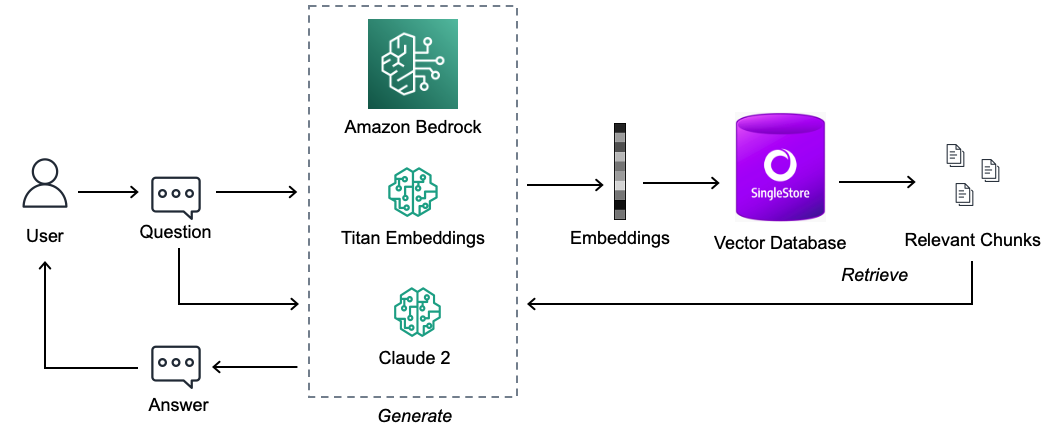 Amazon Bedrock
User
Question
Titan Embeddings
Embeddings
SingleStore
Vector Database
Relevant Chunks
Retrieve
Claude 2
Answer
Generate